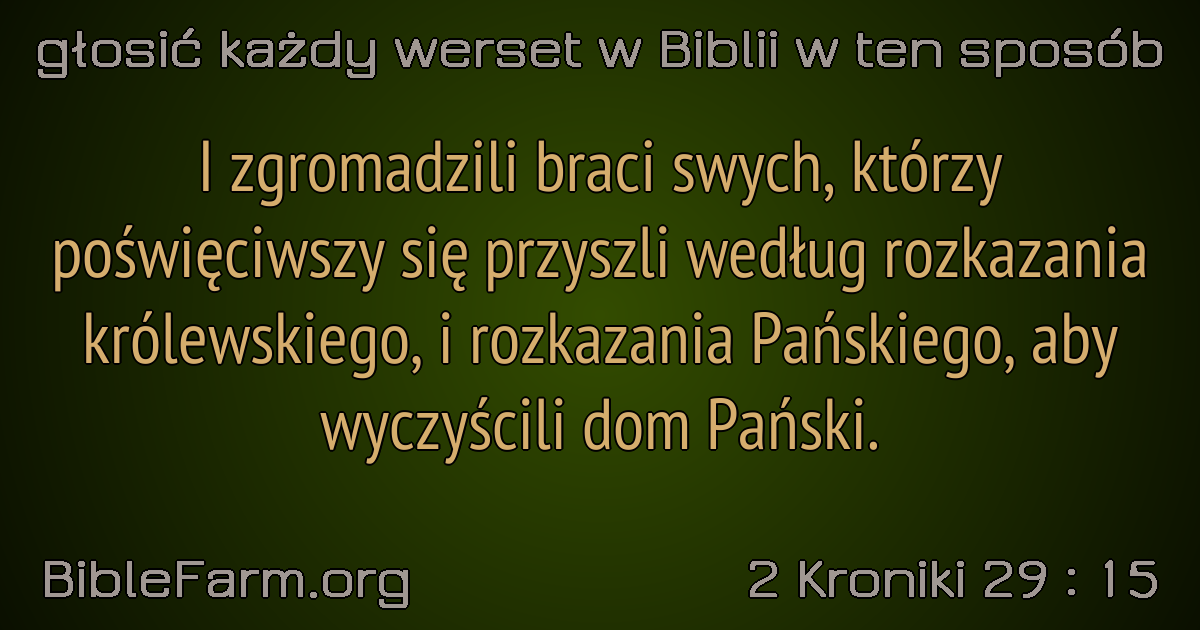 głosić każdy werset w Biblii w ten sposób
I zgromadzili braci swych, którzy
poświęciwszy się przyszli według rozkazania
królewskiego, i rozkazania Pańskiego, aby
wyczyścili dom Pański.
BibleFarm.org
2 Kroniki 29 : 15